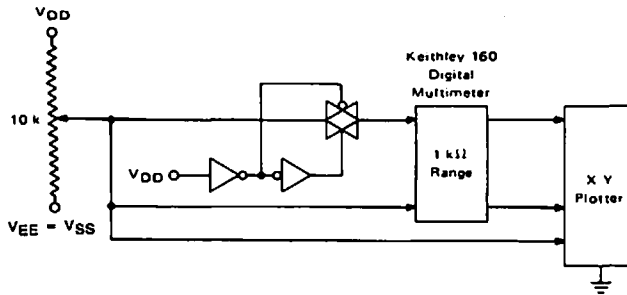 VDD
10 k
VEE = VSS
VDD
Keithley 160
Digital
Multimeter
1 kΩ
Range
X Y
Plotter